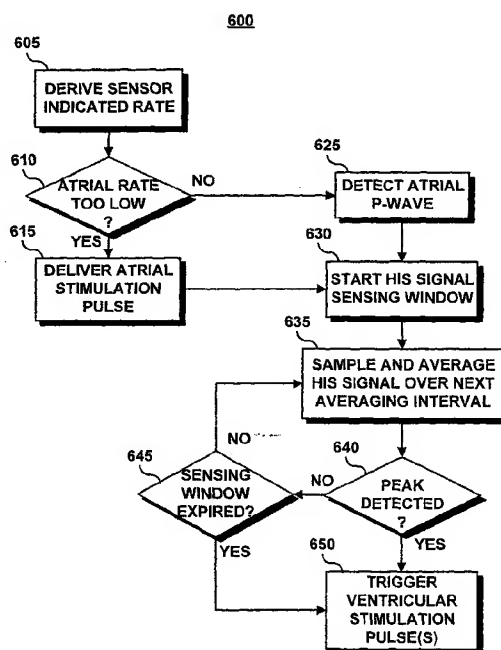 600
605
DERIVE SENSOR
INDICATED RATE
610
ATRIAL RATE
TOO LOW
?
NO
YES
615
DELIVER ATRIAL
STIMULATION
PULSE
625
DETECT ATRIAL
P-WAVE
630
START HIS SIGNAL
SENSING WINDOW
635
SAMPLE AND AVERAGE
HIS SIGNAL OVER NEXT
AVERAGING INTERVAL
640
PEAK
DETECTED
?
NO
YES
645
SENSING
WINDOW
EXPIRED?
NO
YES
650
TRIGGER
VENTRICULAR
STIMULATION
PULSE(S)